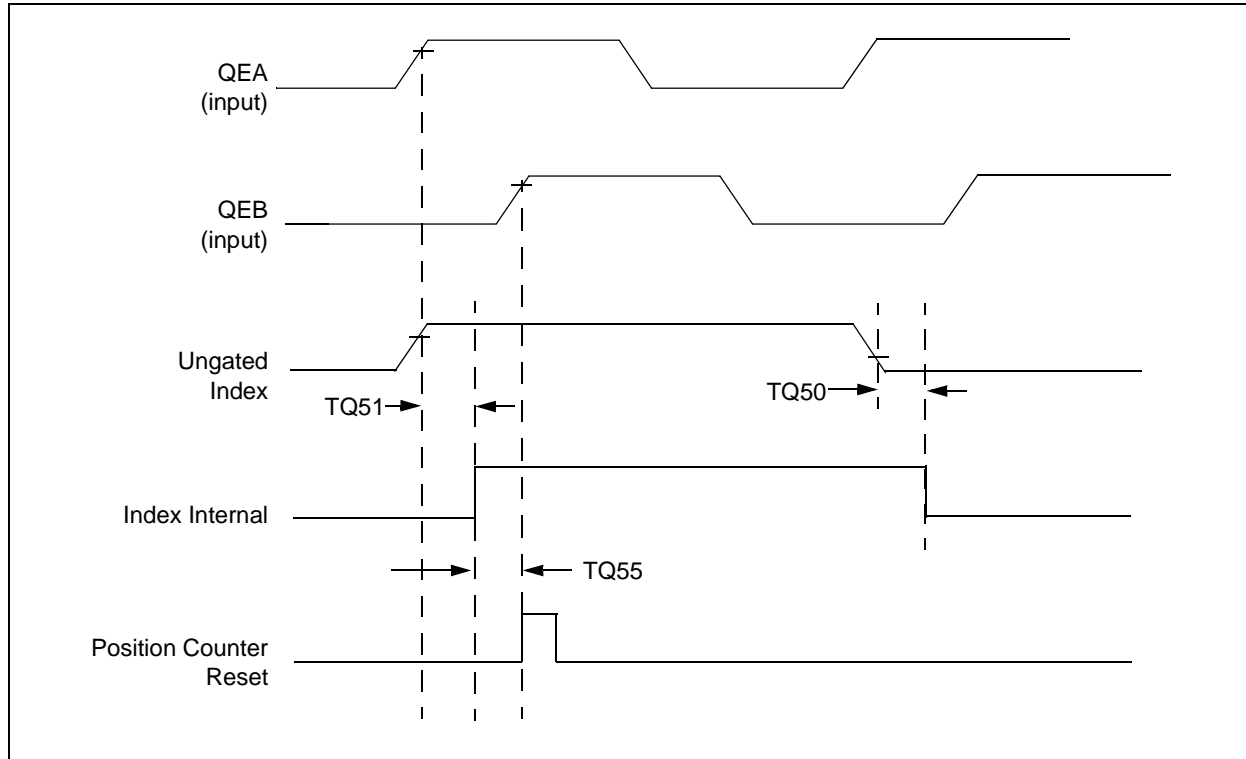 QEA
(input)
QEB
(input)
Ungated
Index
TQ51
TQ50
Index Internal
TQ55
Position Counter
Reset